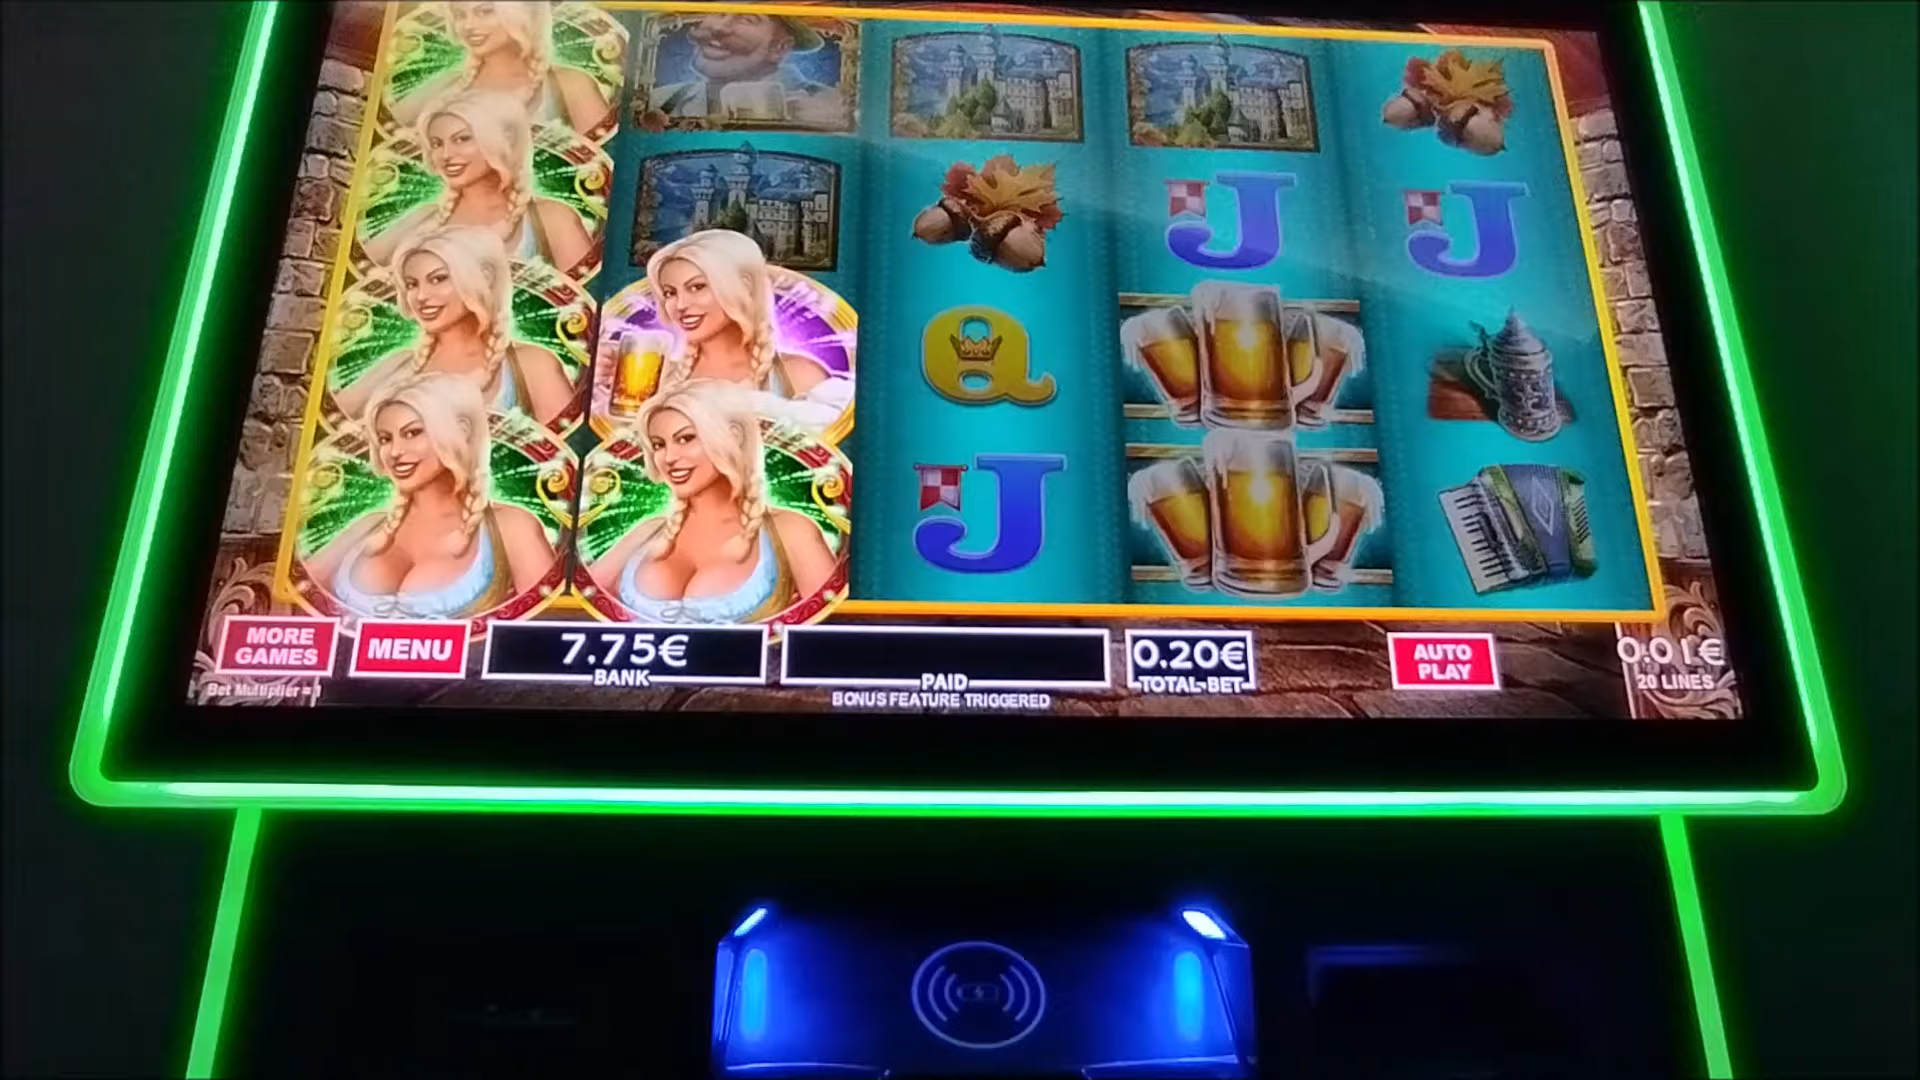 J
J
Q
J
MORE
GAMES
MENU
7.75€
BANK
PAID
0.20€
TOTAL BET
AUTO
PLAY
0.01€
20 LINES
Bet Multiplier = 1
BONUS FEATURE TRIGGERED